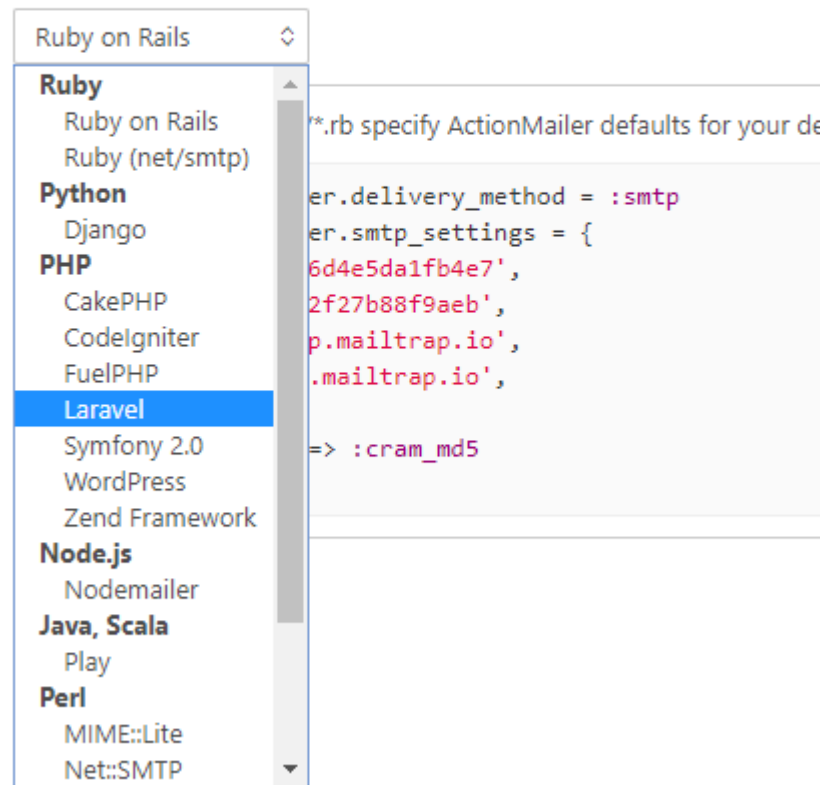 Ruby on Rails
Ruby
Ruby on Rails
Ruby (net/smtp)
Python
Django
PHP
CakePHP
CodeIgniter
FuelPHP
Laravel
Symfony 2.0
WordPress
Zend Framework
Node.js
Nodemailer
Java, Scala
Play
Perl
MIME::Lite
Net::SMTP
/*.rb specify ActionMailer defaults for your de
er.delivery_method = :smtp
er.smtp_settings = {
6d4e5da1fb4e7',
2f27b88f9aeb',
p.mailtrap.io',
.mailtrap.io',
=> :cram_md5